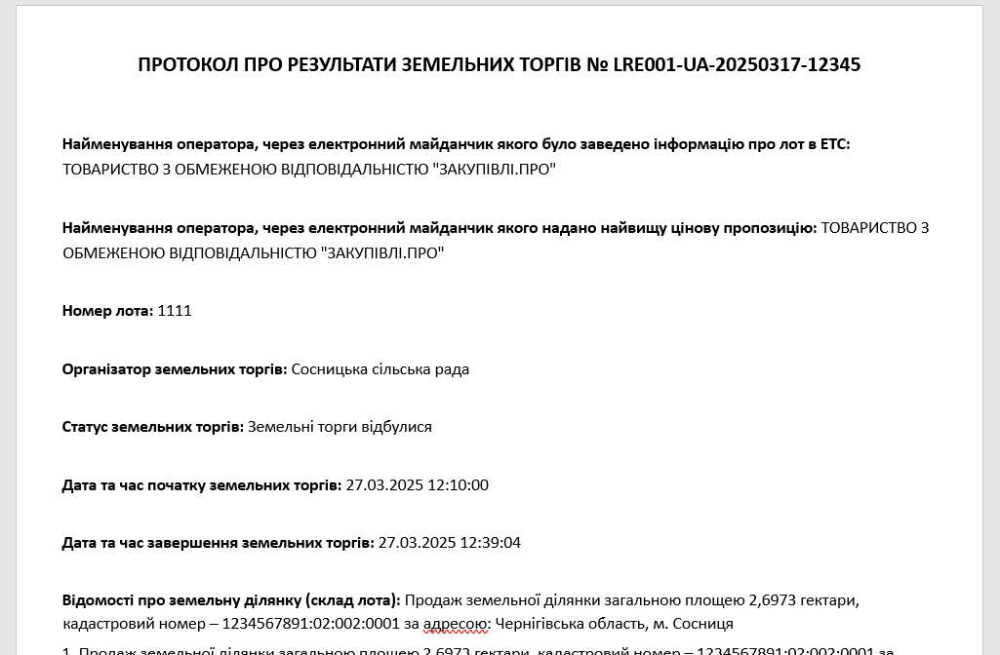 ПРОТОКОЛ ПРО РЕЗУЛЬТАТИ ЗЕМЕЛЬНИХ ТОРГІВ № LRE001-UA-20250317-12345
Найменування оператора, через електронний майданчик якого було заведено інформацію про лот в ЕТС:
ТОВАРИСТВО З ОБМЕЖЕНОЮ ВІДПОВІДАЛЬНІСТЮ "ЗАКУПІВЛІ.ПРО"
Найменування оператора, через електронний майданчик якого надано найвищу цінову пропозицію: ТОВАРИСТВО З
ОБМЕЖЕНОЮ ВІДПОВІДАЛЬНІСТЮ "ЗАКУПІВЛІ.ПРО"
Номер лота: 1111
Організатор земельних торгів: Сосницька сільська рада
Статус земельних торгів: Земельні торги відбулися
Дата та час початку земельних торгів: 27.03.2025 12:10:00
Дата та час завершення земельних торгів: 27.03.2025 12:39:04
Відомості про земельну ділянку (склад лота): Продаж земельної ділянки загальною площею 2,6973 гектари,
кадастровий номер – 1234567891:02:002:0001 за адресою: Чернігівська область, м. Сосниця
1. Продаж земельної ділянки загальною площею 2,6973 гектари, кадастровий номер – 1234567891:02:002:0001 за